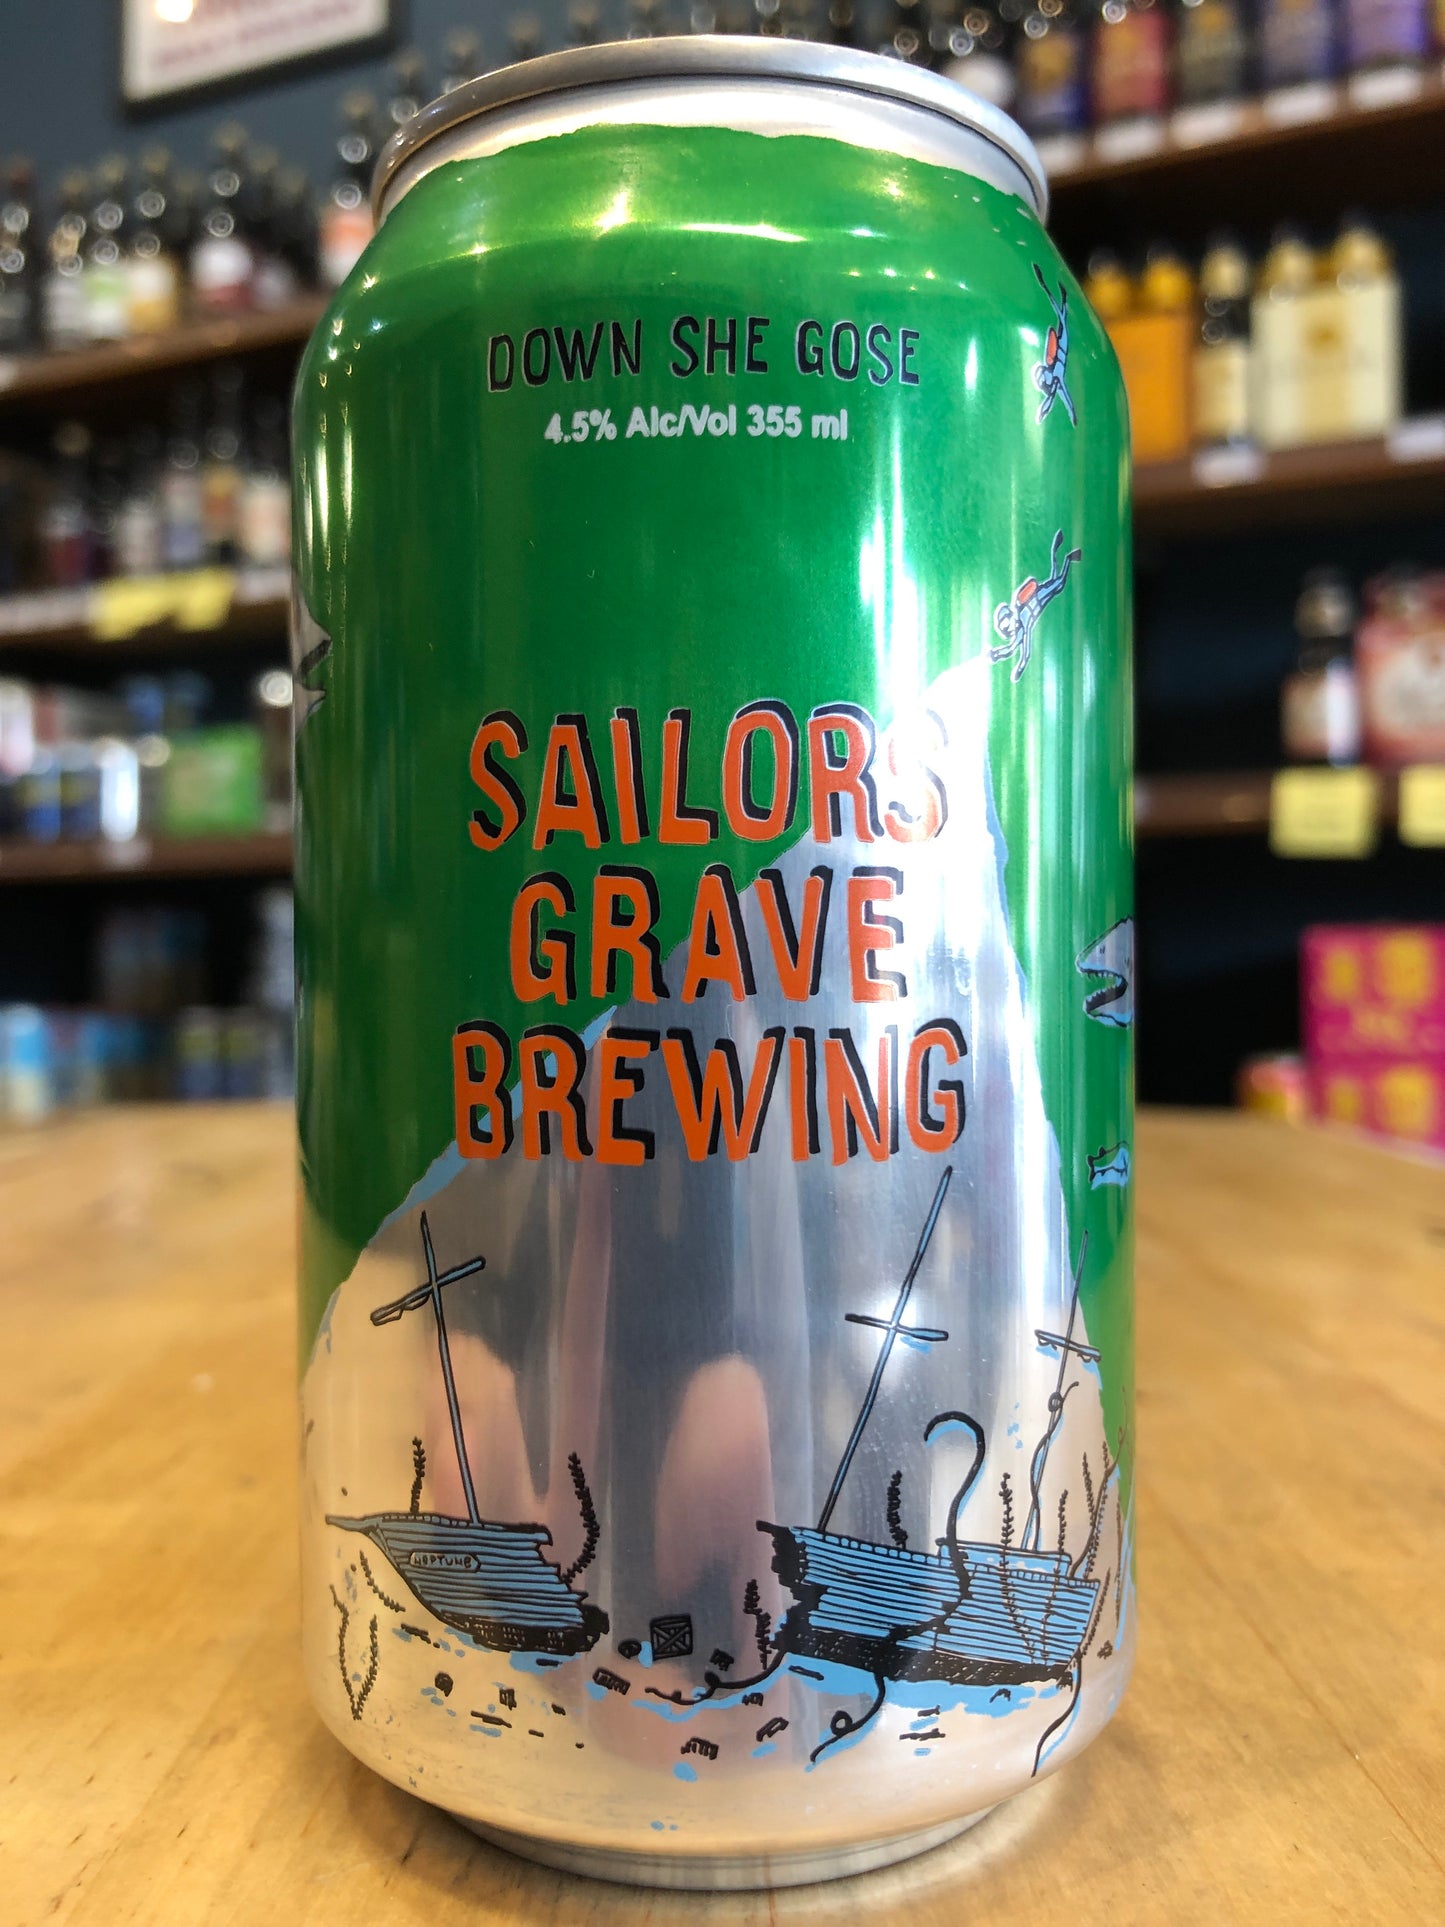 DOWN SHE GOSE
4.5% Alc/Vol 355 ml
SAILORS
GRAVE
BREWING
NEPTUNE